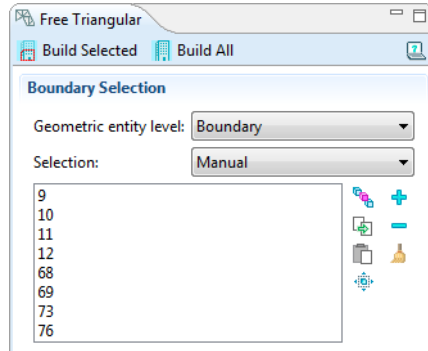 Free Triangular
Build Selected Build All
Boundary Selection
Geometric entity level: Boundary
Selection: Manual
9
10
11
12
68
69
73
76